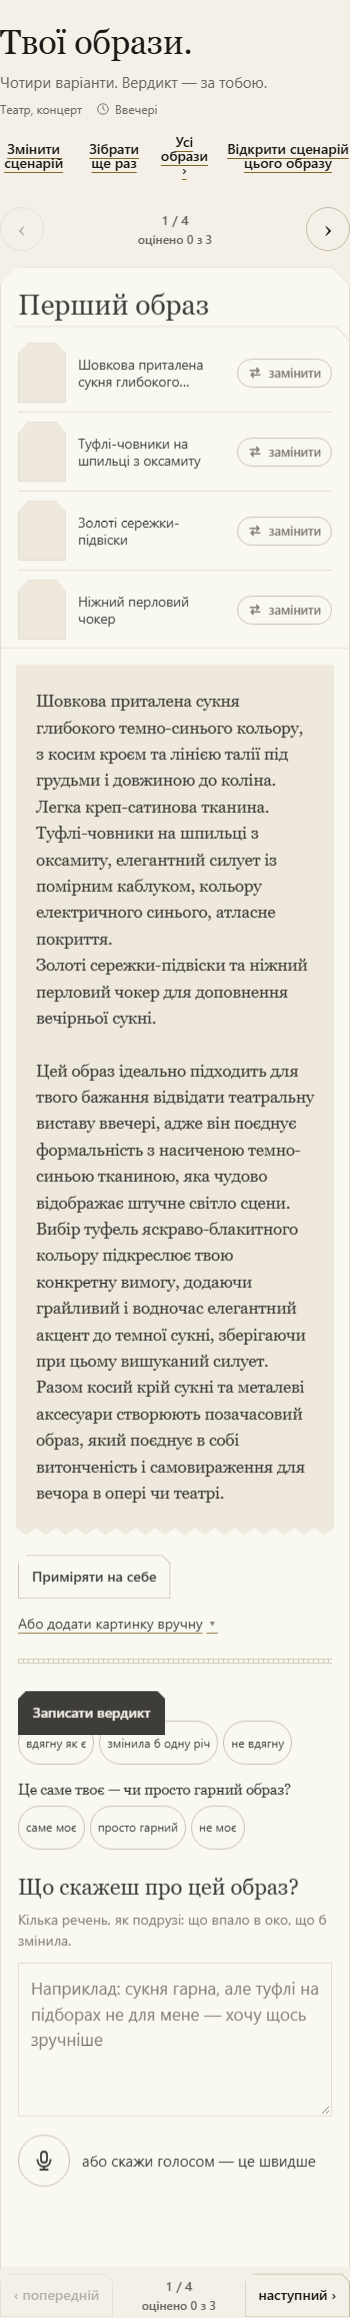 Твої образи.
Чотири варіанти. Вердикт — за тобою.
Театр, концерт Ввечері
Змінити сценарій
Зібрати ще раз
Усі образи ›
Відкрити сценарій цього образу
‹
1 / 4
оцінено 0 з 3
›
Перший образ
Шовкова приталена
сукня глибокого...
замінити
Туфлі-човники на
шпильці з оксамиту
замінити
Золоті сережки-
підвіски
замінити
Ніжний перловий
чокер
замінити
Шовкова приталена сукня
глибокого темно-синього кольору,
з косим кроєм та лінією талії під
грудьми і довжиною до коліна.
Легка креп-сатинова тканина.
Туфлі-човники на шпильці з
оксамиту, елегантний силует із
помірним каблуком, кольору
електричного синього, атласне
покриття.
Золоті сережки-підвіски та ніжний
перловий чокер для доповнення
вечірньої сукні.
Цей образ ідеально підходить для
твого бажання відвідати театральну
виставу ввечері, адже він поєднує
формальність з насиченою темно-
синьою тканиною, яка чудово
відображає штучне світло сцени.
Вибір туфель яскраво-блакитного
кольору підкреслює твою
конкретну вимогу, додаючи
грайливий і водночас елегантний
акцент до темної сукні, зберігаючи
при цьому вишуканий силует.
Разом косий крій сукні та металеві
аксесуари створюють позачасовий
образ, який поєднує в собі
витонченість і самовираження для
вечора в опері чи театрі.
Приміряти на себе
Або додати картинку вручну
Записати вердикт
вдягну як є
змінила б одну річ
не вдягну
Це саме твоє — чи просто гарний образ?
саме моє
просто гарний
не моє
Що скажеш про цей образ?
Кілька речень, як подрузі: що впало в око, що б
змінила.
Наприклад: сукня гарна, але туфлі на
підборах не для мене — хочу щось
зручніше
або скажи голосом — це швидше
‹ попередній
1 / 4
оцінено 0 з 3
наступний ›